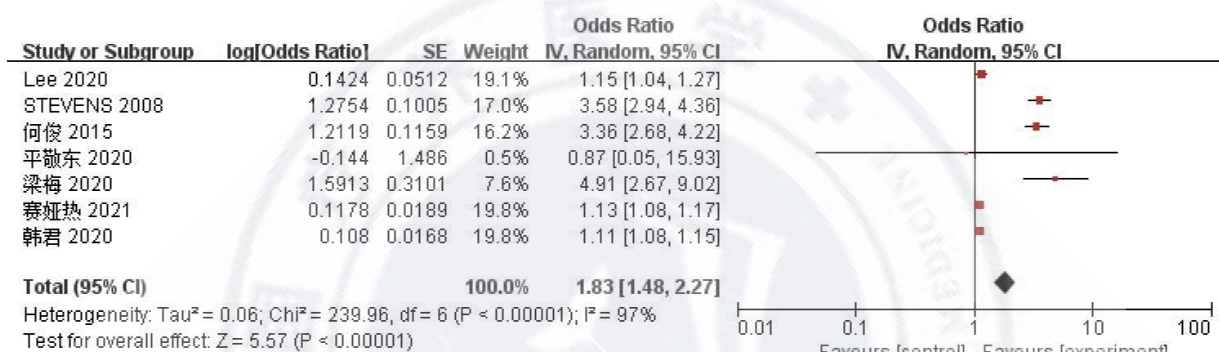 Odds Ratio Odds Ratio
Study or Subgroup log[Odds Ratio] SE Weight IV, Random, 95% CI IV, Random, 95% CI
Lee 2020 0.1424 0.0512 19.1% 1.15 [1.04, 1.27]
STEVENS 2008 1.2754 0.1005 17.0% 3.58 [2.94, 4.36]
何俊 2015 1.2119 0.1159 16.2% 3.36 [2.68, 4.22]
平敬东 2020 -0.144 1.486 0.5% 0.87 [0.05, 15.93]
梁梅 2020 1.5913 0.3101 7.6% 4.91 [2.67, 9.02]
赛娅热 2021 0.1178 0.0189 19.8% 1.13 [1.08, 1.17]
韩君 2020 0.108 0.0168 19.8% 1.11 [1.08, 1.15]
Total (95% CI) 100.0% 1.83 [1.48, 2.27]
Heterogeneity: Tau² = 0.06; Chi² = 239.96, df = 6 (P < 0.00001); I² = 97%
0.01 0.1 1 10 100
Test for overall effect: Z = 5.57 (P < 0.00001)
Favours [control] Favours [experiment]